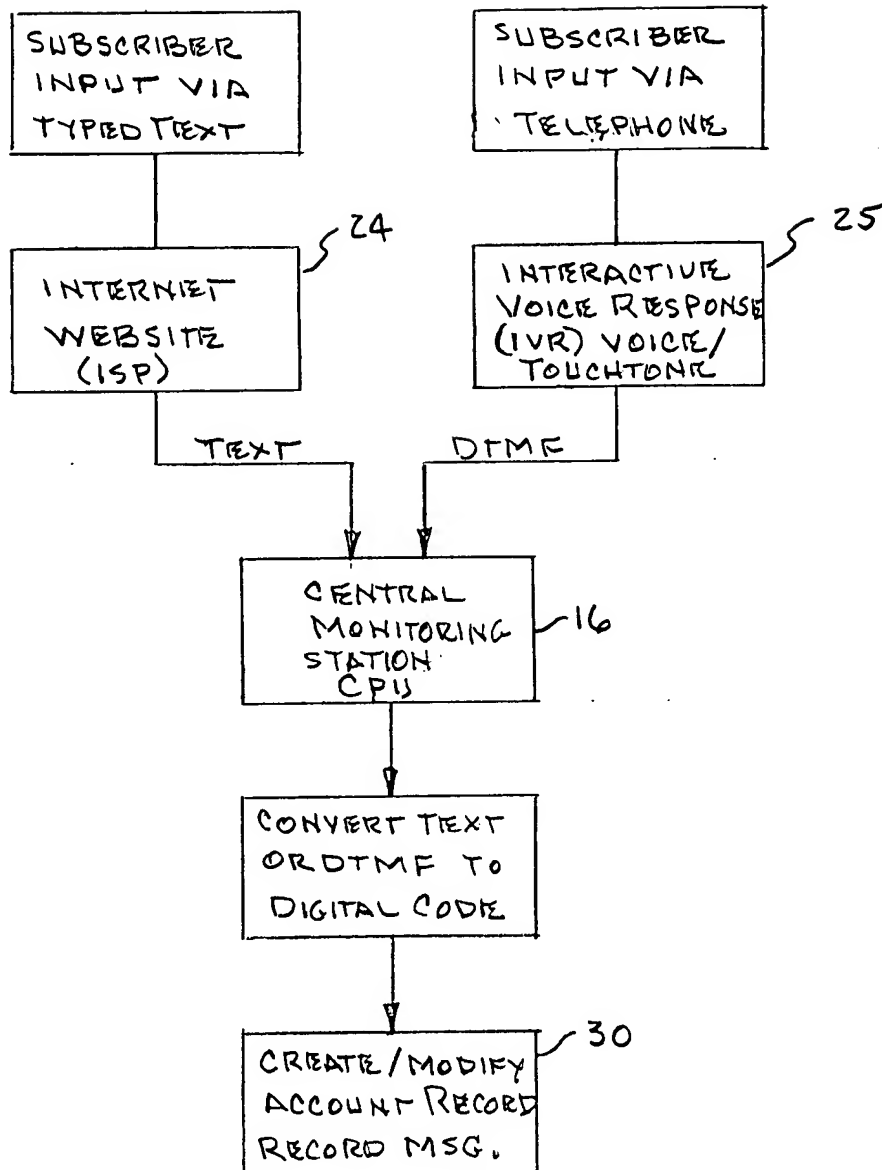 SUBSCRIBER
INPUT VIA
TYPED TEXT
SUBSCRIBER
INPUT VIA
TELEPHONE
24
INTERNET
WEBSITE
(ISP)
25
INTERACTIVE
VOICE RESPONSE
(IVR) VOICE/
TOUCHTONE
TEXT
DTMF
CENTRAL
MONITORING
STATION
CPU
16
CONVERT TEXT
OR DTMF TO
DIGITAL CODE
30
CREATE/MODIFY
ACCOUNT RECORD
RECORD MSG.